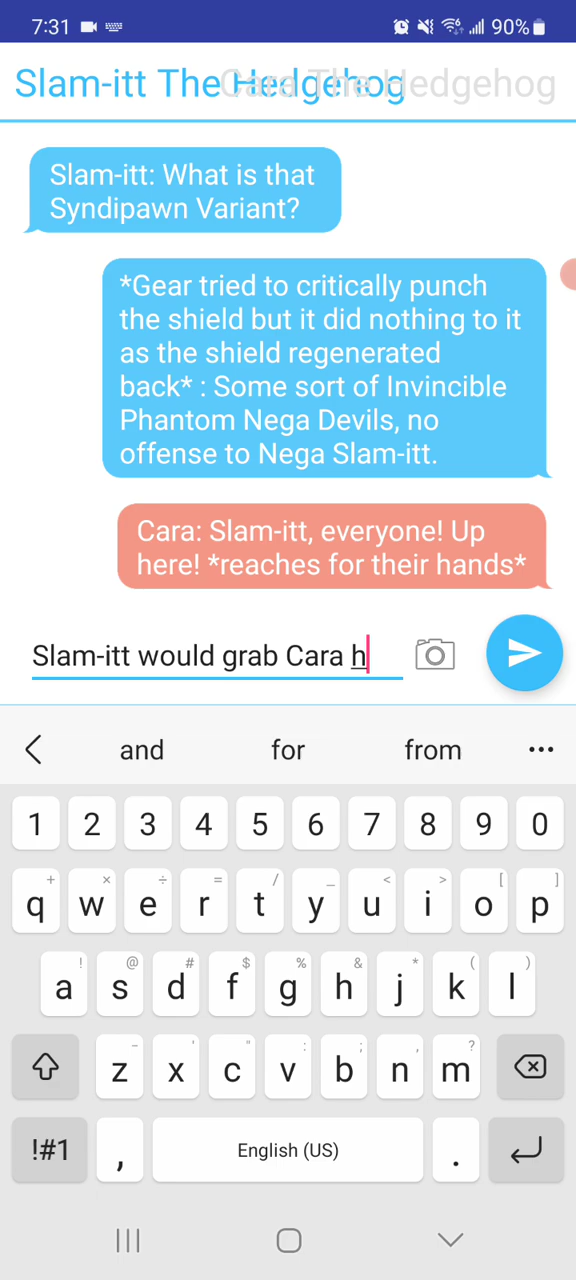 7:31 90%
Slam-itt The Hedgehog Cara The Hedgehog
Slam-itt: What is that
Syndipawn Variant?
*Gear tried to critically punch
the shield but it did nothing to it
as the shield regenerated
back* : Some sort of Invincible
Phantom Nega Devils, no
offense to Nega Slam-itt.
Cara: Slam-itt, everyone! Up
here! *reaches for their hands*
Slam-itt would grab Cara h
and for from
1 2 3 4 5 6 7 8 9 0
+ × ÷ = / _ < > [ ]
q w e r t y u i o p
! @ # $ % & * ( )
a s d f g h j k l
- ' " : ; , ?
z x c v b n m
!#1 , English (US) .